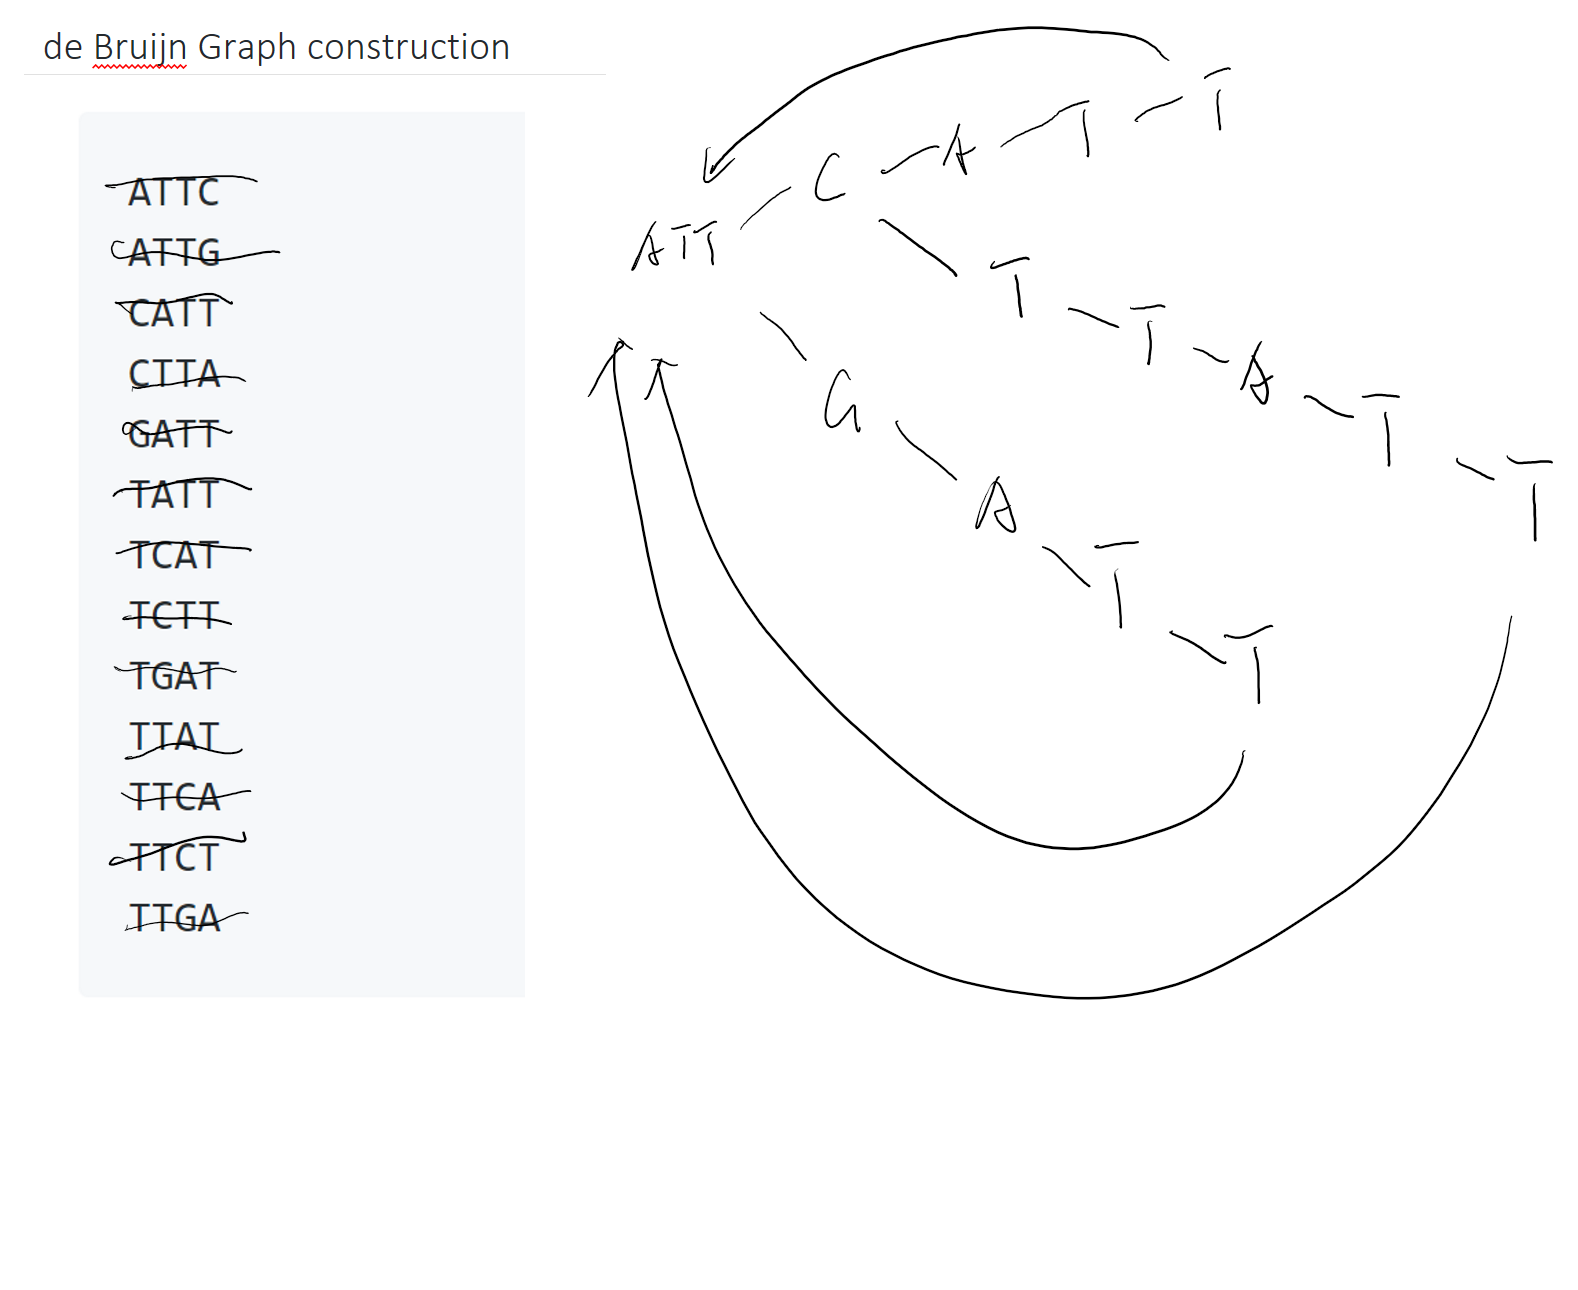 de Bruijn Graph construction
ATTC
ATTG
CATT
CTTA
GATT
TATT
TCAT
TCTT
TGAT
TTAT
TTCA
TTCT
TTGA
ATT
C A T T
T T A T T
G A T T